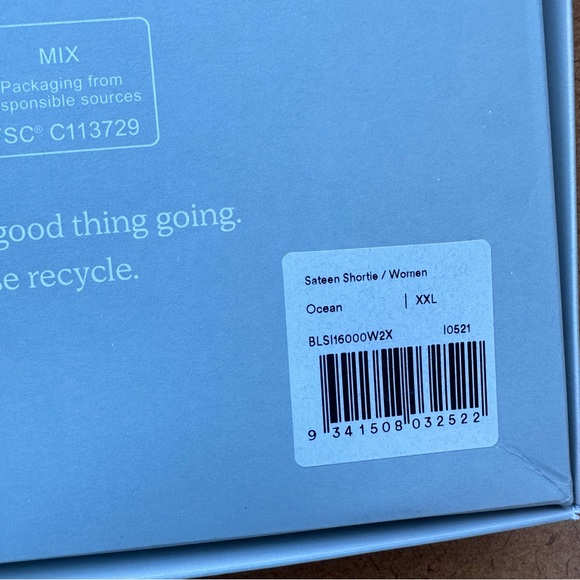 MIX
Packaging from
sponsible sources
SC® C113729
good thing going.
se recycle.
Sateen Shortie / Women
Ocean | XXL
BLSI16000W2X I0521
9 341508 032522